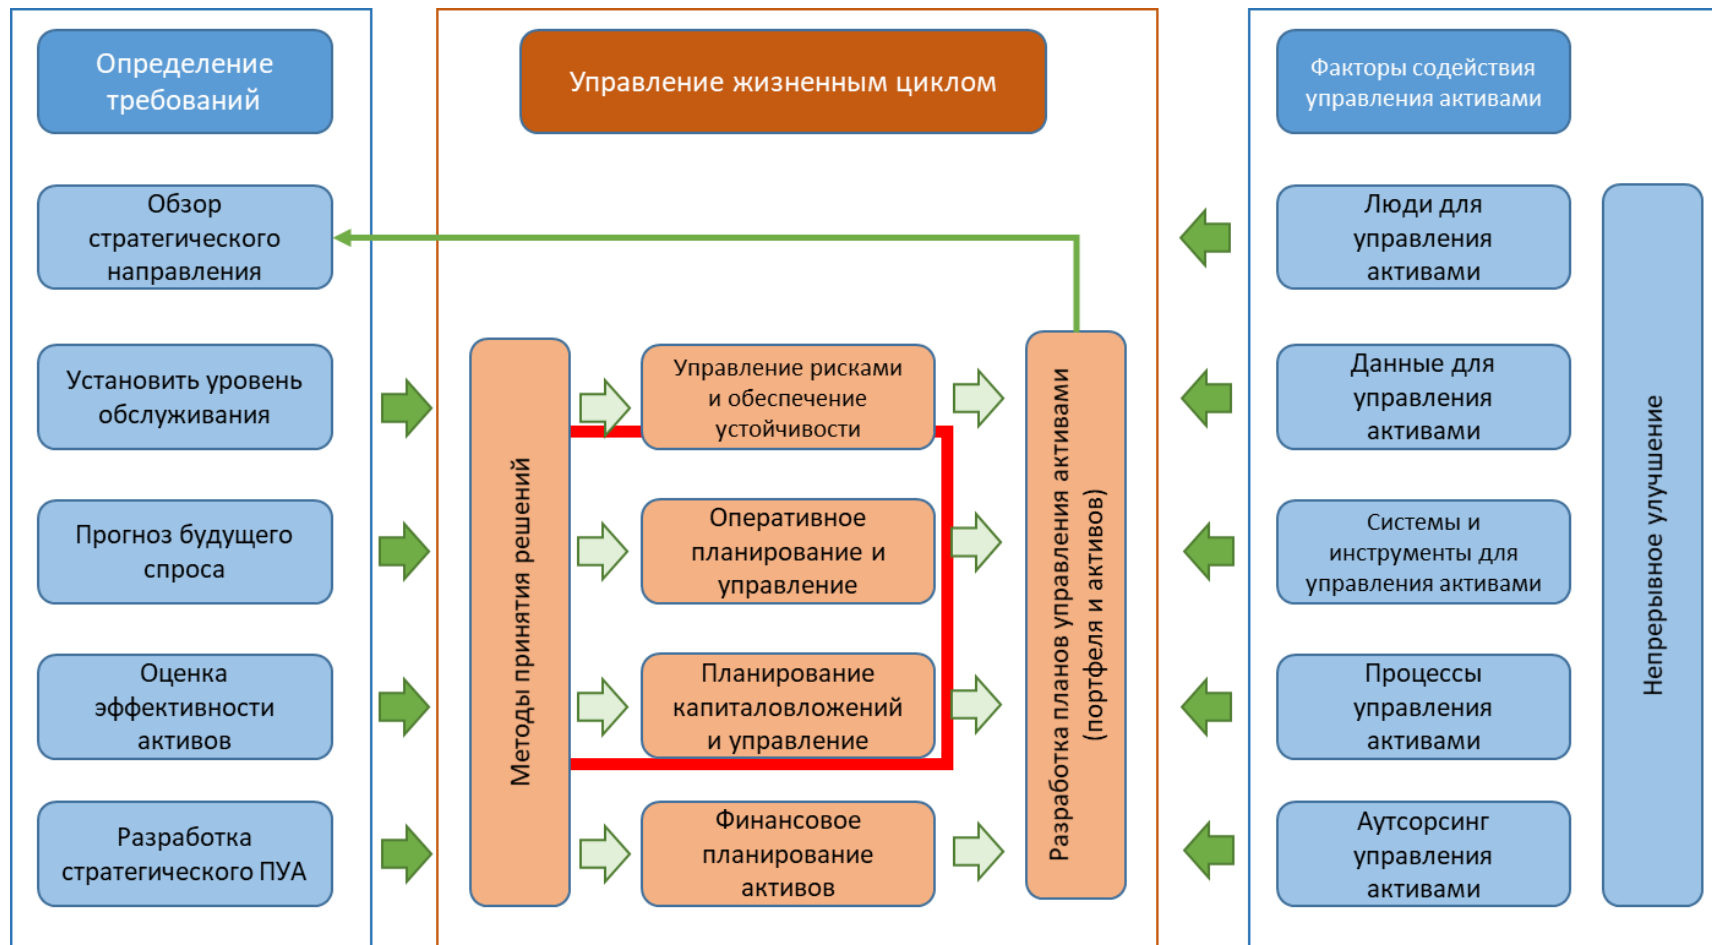 Определение
требований
Обзор
стратегического
направления
Установить уровень
обслуживания
Прогноз будущего
спроса
Оценка
эффективности
активов
Разработка
стратегического ПУА
Управление жизненным циклом
Методы принятия решений
Управление рисками
и обеспечение
устойчивости
Оперативное
планирование и
управление
Планирование
капиталовложений
и управление
Финансовое
планирование
активов
Разработка планов управления активами
(портфеля и активов)
Факторы содействия
управления активами
Люди для
управления
активами
Данные для
управления
активами
Системы и
инструменты для
управления активами
Процессы
управления
активами
Аутсорсинг
управления
активами
Непрерывное улучшение